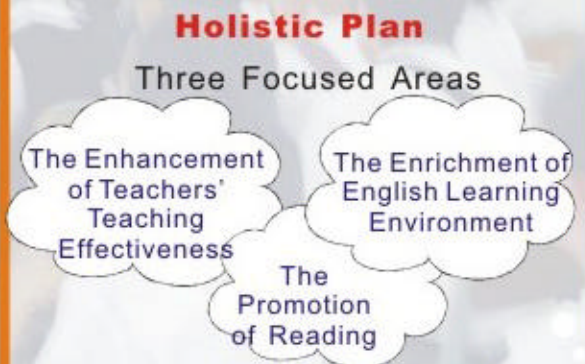 Holistic Plan
Three Focused Areas
The Enhancement
of Teachers'
Teaching
Effectiveness
The Enrichment of
English Learning
Environment
The
Promotion
of Reading